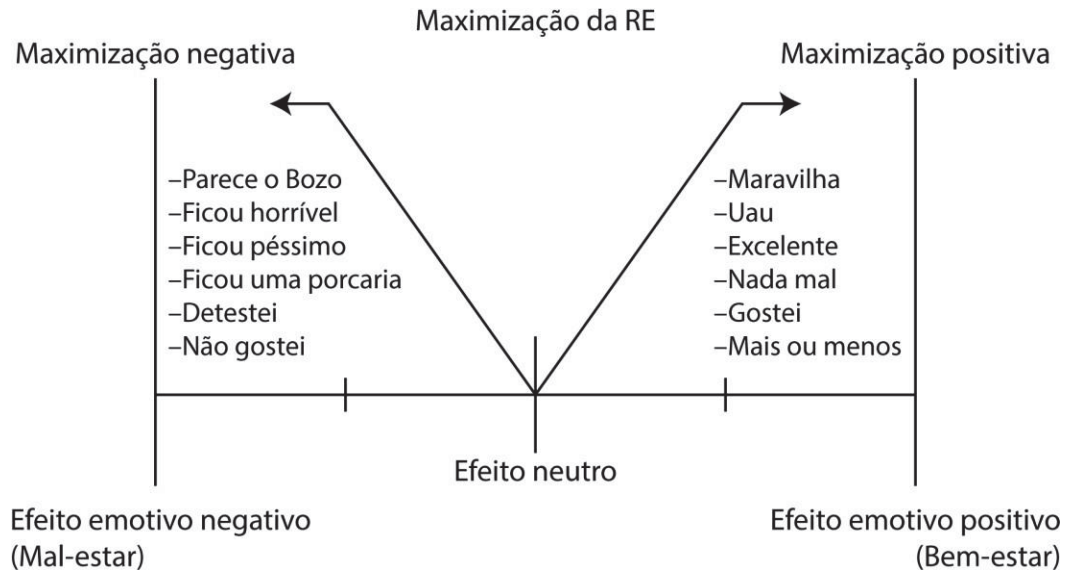 Maximização da RE
Maximização negativa
Maximização positiva
–Parece o Bozo
–Ficou horrível
–Ficou péssimo
–Ficou uma porcaria
–Detestei
–Não gostei
–Maravilha
–Uau
–Excelente
–Nada mal
–Gostei
–Mais ou menos
Efeito neutro
Efeito emotivo negativo
(Mal-estar)
Efeito emotivo positivo
(Bem-estar)